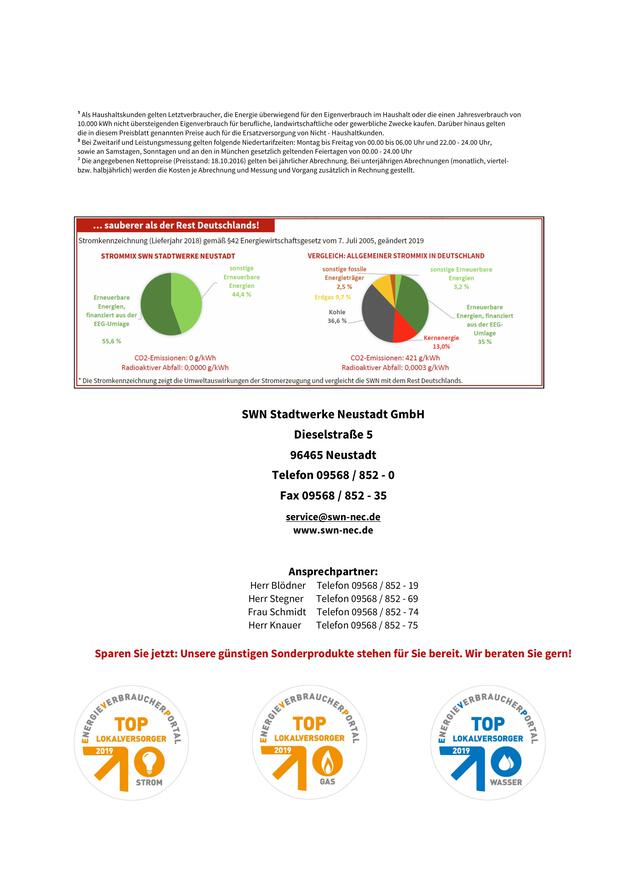 ¹ Als Haushaltskunden gelten Letztverbraucher, die Energie überwiegend für den Eigenverbrauch im Haushalt oder die einen Jahresverbrauch von
10.000 kWh nicht übersteigenden Eigenverbrauch für berufliche, landwirtschaftliche oder gewerbliche Zwecke kaufen. Darüber hinaus gelten
die in diesem Preisblatt genannten Preise auch für die Ersatzversorgung von Nicht - Haushaltkunden.
² Bei Zweitarif und Leistungsmessung gelten folgende Niedertarifzeiten: Montag bis Freitag von 00.00 bis 06.00 Uhr und 22.00 - 24.00 Uhr,
sowie an Samstagen, Sonntagen und an den in München gesetzlich geltenden Feiertagen von 00.00 - 24.00 Uhr
² Die angegebenen Nettopreise (Preisstand: 18.10.2016) gelten bei jährlicher Abrechnung. Bei unterjährigen Abrechnungen (monatlich, viertel-
bzw. halbjährlich) werden die Kosten je Abrechnung und Messung und Vorgang zusätzlich in Rechnung gestellt.
... sauberer als der Rest Deutschlands!
Stromkennzeichnung (Lieferjahr 2018) gemäß §42 Energiewirtschaftsgesetz vom 7. Juli 2005, geändert 2019
STROMMIX SWN STADTWERKE NEUSTADT
sonstige
Erneuerbare
Energien
44,4 %
Erneuerbare
Energien,
finanziert aus der
EEG-Umlage
55,6 %
CO2-Emissionen: 0 g/kWh
Radioaktiver Abfall: 0,0000 g/kWh
VERGLEICH: ALLGEMEINER STROMMIX IN DEUTSCHLAND
sonstige fossile
Energieträger
2,5 %
sonstige Erneuerbare
Energien
3,2 %
Erdgas 9,7 %
Kohle
36,6 %
Erneuerbare
Energien, finanziert
aus der EEG-
Umlage
35 %
Kernenergie
13,0%
CO2-Emissionen: 421 g/kWh
Radioaktiver Abfall: 0,0003 g/kWh
* Die Stromkennzeichnung zeigt die Umweltauswirkungen der Stromerzeugung und vergleicht die SWN mit dem Rest Deutschlands.
SWN Stadtwerke Neustadt GmbH
Dieselstraße 5
96465 Neustadt
Telefon 09568 / 852 - 0
Fax 09568 / 852 - 35
service@swn-nec.de
www.swn-nec.de
Ansprechpartner:
Herr Blödner Telefon 09568 / 852 - 19
Herr Stegner Telefon 09568 / 852 - 69
Frau Schmidt Telefon 09568 / 852 - 74
Herr Knauer Telefon 09568 / 852 - 75
Sparen Sie jetzt: Unsere günstigen Sonderprodukte stehen für Sie bereit. Wir beraten Sie gern!
ENERGIEVERBRAUCHERPORTAL
TOP
LOKALVERSORGER
2019
STROM
ENERGIEVERBRAUCHERPORTAL
TOP
LOKALVERSORGER
2019
GAS
ENERGIEVERBRAUCHERPORTAL
TOP
LOKALVERSORGER
2019
WASSER